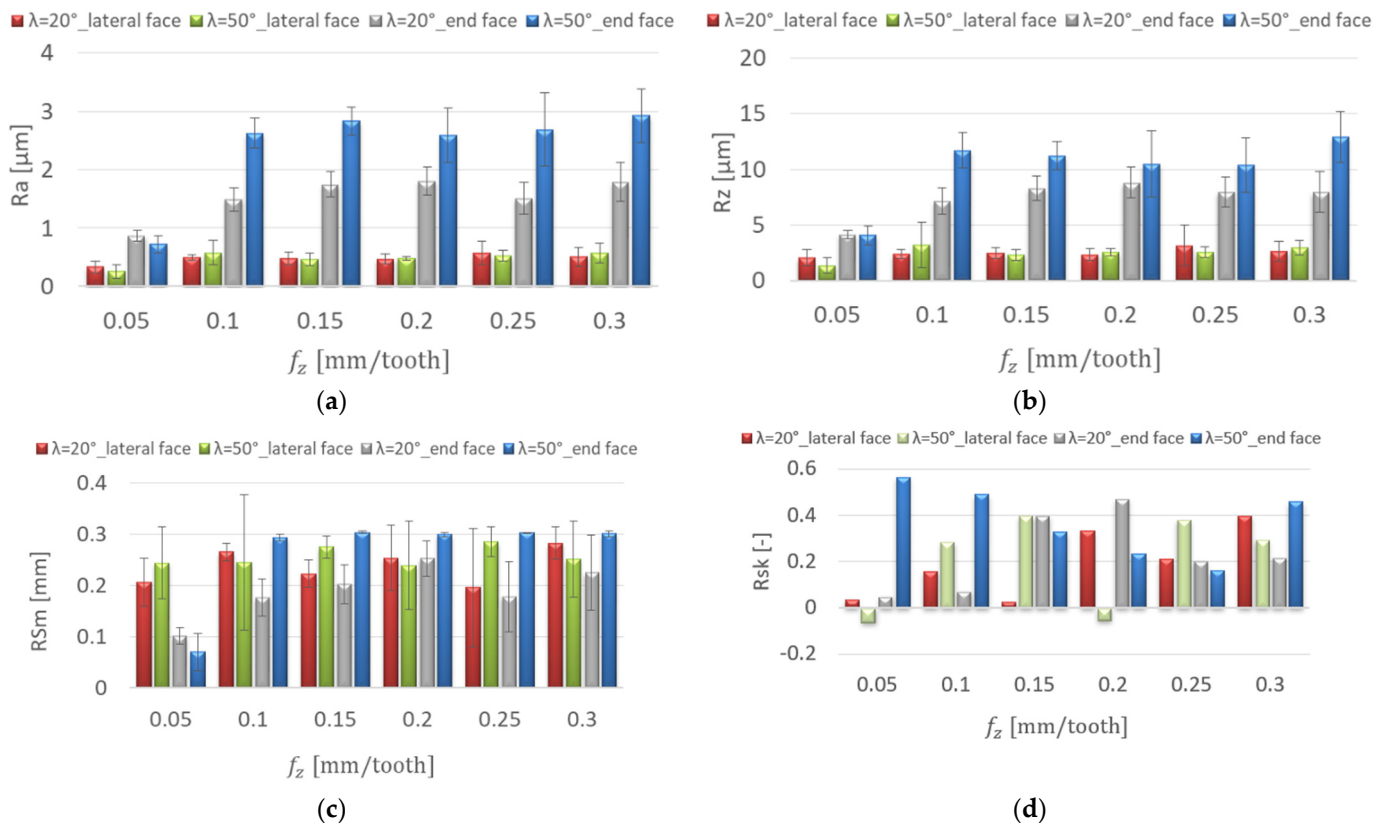 λ=20°_lateral face λ=50°_lateral face λ=20°_end face λ=50°_end face
4
3
2
1
0
Ra [µm]
0.05 0.1 0.15 0.2 0.25 0.3
f_z [mm/tooth]
(a)
λ=20°_lateral face λ=50°_lateral face λ=20°_end face λ=50°_end face
20
15
10
5
0
Rz [µm]
0.05 0.1 0.15 0.2 0.25 0.3
f_z [mm/tooth]
(b)
λ=20°_lateral face λ=50°_lateral face λ=20°_end face λ=50°_end face
0.4
0.3
0.2
0.1
0
RSm [mm]
0.05 0.1 0.15 0.2 0.25 0.3
f_z [mm/tooth]
(c)
λ=20°_lateral face λ=50°_lateral face λ=20°_end face λ=50°_end face
0.6
0.4
0.2
0
-0.2
Rsk [-]
0.05 0.1 0.15 0.2 0.25 0.3
f_z [mm/tooth]
(d)